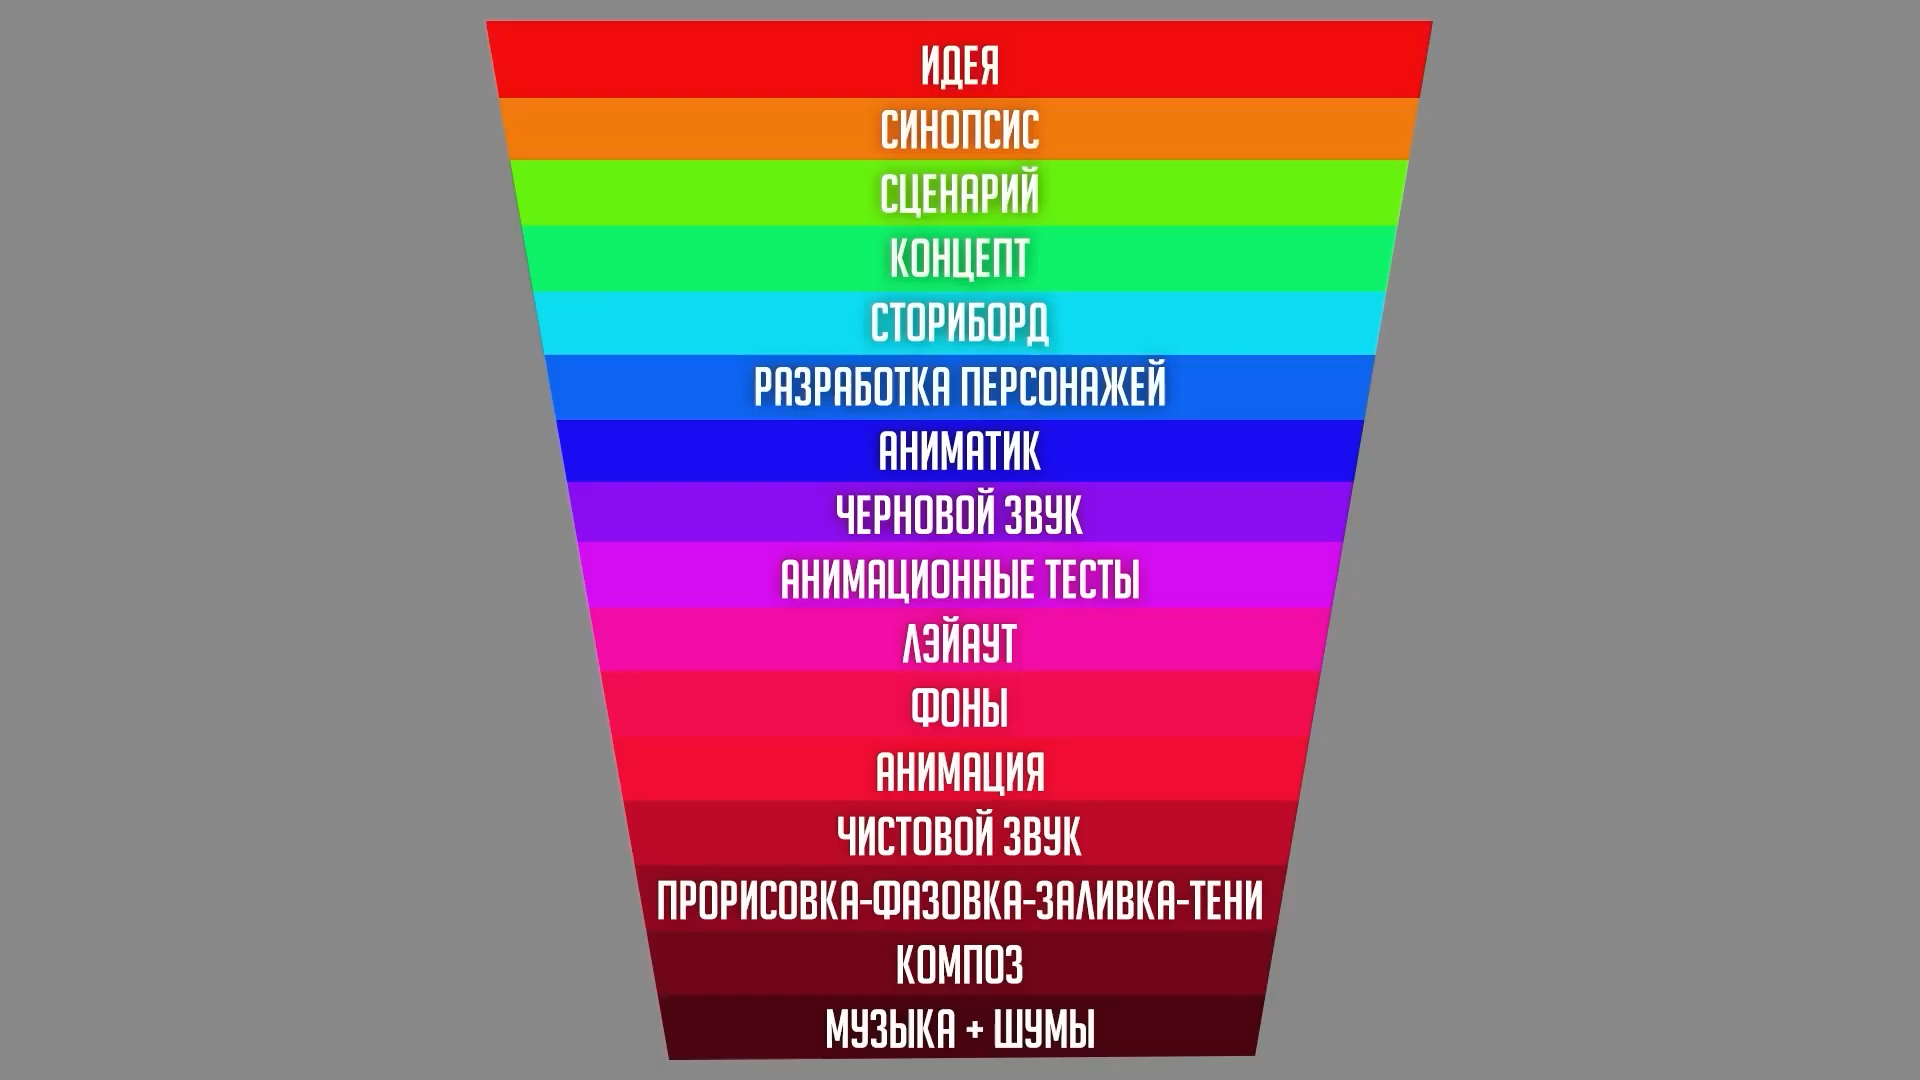 ИДЕЯ
СИНОПСИС
СЦЕНАРИЙ
КОНЦЕПТ
СТОРИБОРД
РАЗРАБОТКА ПЕРСОНАЖЕЙ
АНИМАТИК
ЧЕРНОВОЙ ЗВУК
АНИМАЦИОННЫЕ ТЕСТЫ
ЛЭЙАУТ
ФОНЫ
АНИМАЦИЯ
ЧИСТОВОЙ ЗВУК
ПРОРИСОВКА-ФАЗОВКА-ЗАЛИВКА-ТЕНИ
КОМПОЗ
МУЗЫКА + ШУМЫ